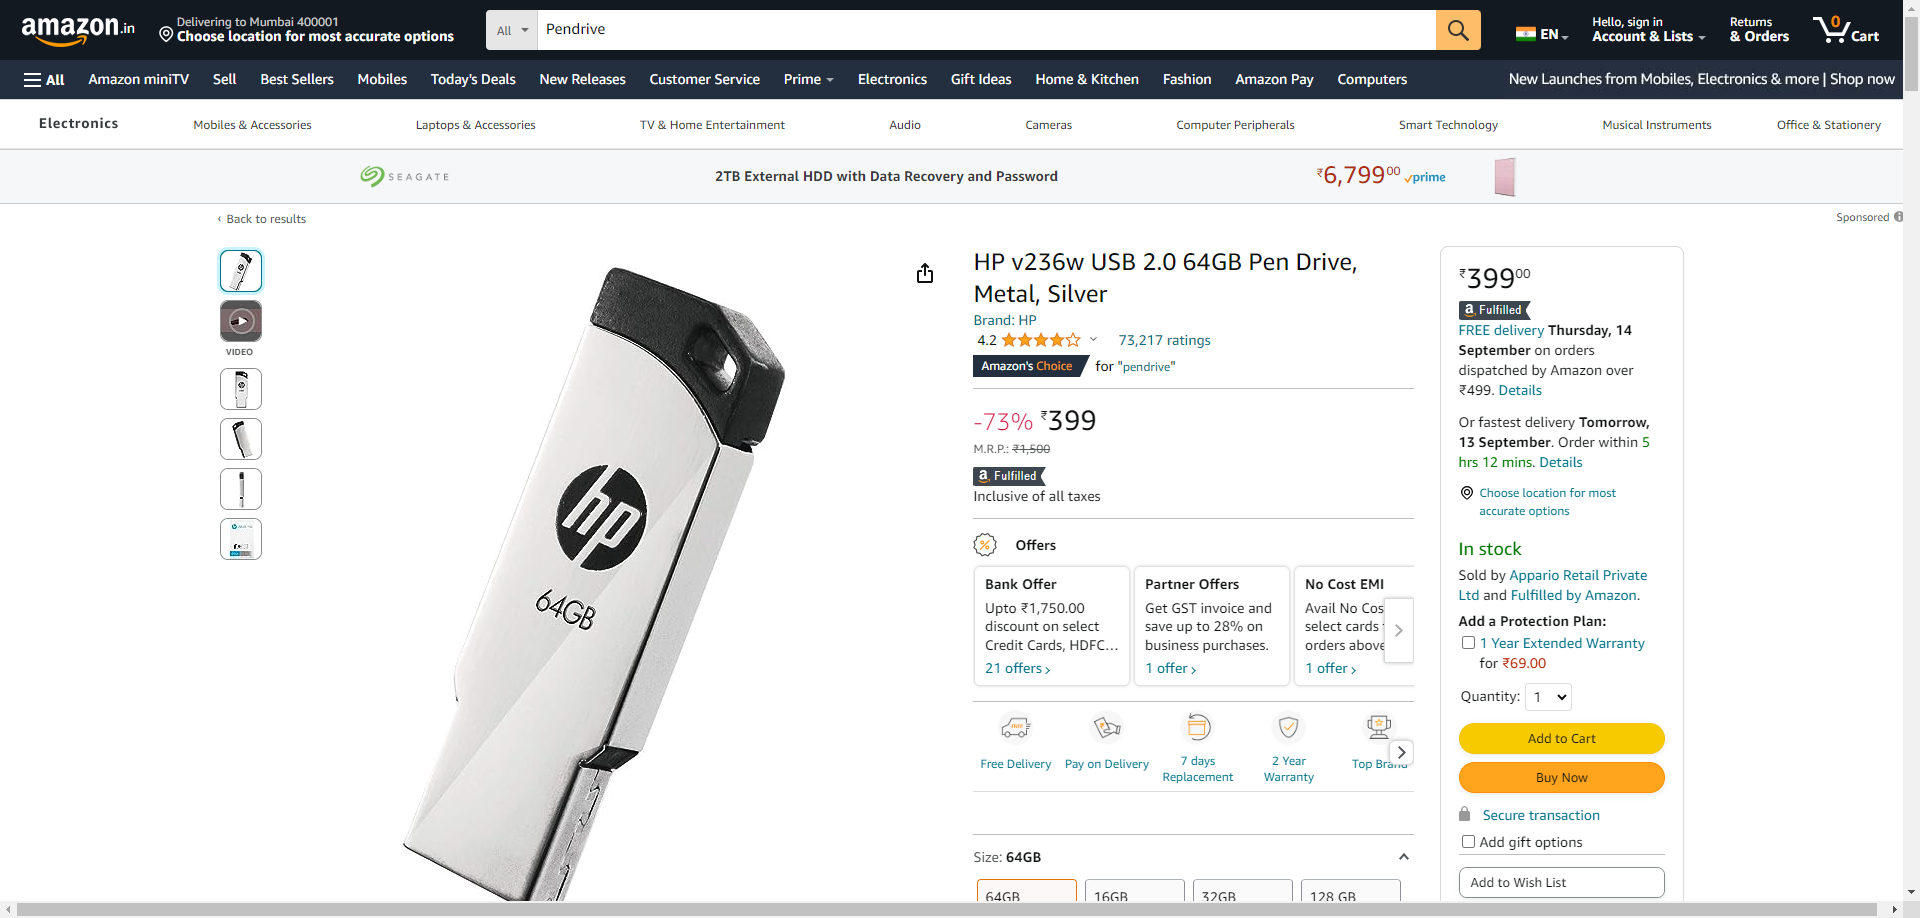 amazon.in
Delivering to Mumbai 400001
Choose location for most accurate options
All
Pendrive
EN
Hello, sign in
Account & Lists
Returns
& Orders
0
Cart
All
Amazon miniTV
Sell
Best Sellers
Mobiles
Today's Deals
New Releases
Customer Service
Prime
Electronics
Gift Ideas
Home & Kitchen
Fashion
Amazon Pay
Computers
New Launches from Mobiles, Electronics & more | Shop now
Electronics
Mobiles & Accessories
Laptops & Accessories
TV & Home Entertainment
Audio
Cameras
Computer Peripherals
Smart Technology
Musical Instruments
Office & Stationery
SEAGATE
2TB External HDD with Data Recovery and Password
₹6,79900
prime
‹ Back to results
Sponsored
VIDEO
hp
64GB
HP v236w USB 2.0 64GB Pen Drive,
Metal, Silver
Brand: HP
4.2
73,217 ratings
Amazon's Choice
for "pendrive"
-73% ₹399
M.R.P.: ₹1,500
a Fulfilled
Inclusive of all taxes
Offers
Bank Offer
Upto ₹1,750.00
discount on select
Credit Cards, HDFC…
21 offers ›
Partner Offers
Get GST invoice and
save up to 28% on
business purchases.
1 offer ›
No Cost EMI
Avail No Cos
select cards
orders above
1 offer ›
FREE
Free Delivery
Pay on Delivery
7 days
Replacement
2 Year
Warranty
Top Brand
Size: 64GB
64GB
16GB
32GB
128 GB
₹39900
a Fulfilled
FREE delivery Thursday, 14
September on orders
dispatched by Amazon over
₹499. Details
Or fastest delivery Tomorrow,
13 September. Order within 5
hrs 12 mins. Details
Choose location for most
accurate options
In stock
Sold by Appario Retail Private
Ltd and Fulfilled by Amazon.
Add a Protection Plan:
1 Year Extended Warranty
for ₹69.00
Quantity: 1
Add to Cart
Buy Now
Secure transaction
Add gift options
Add to Wish List